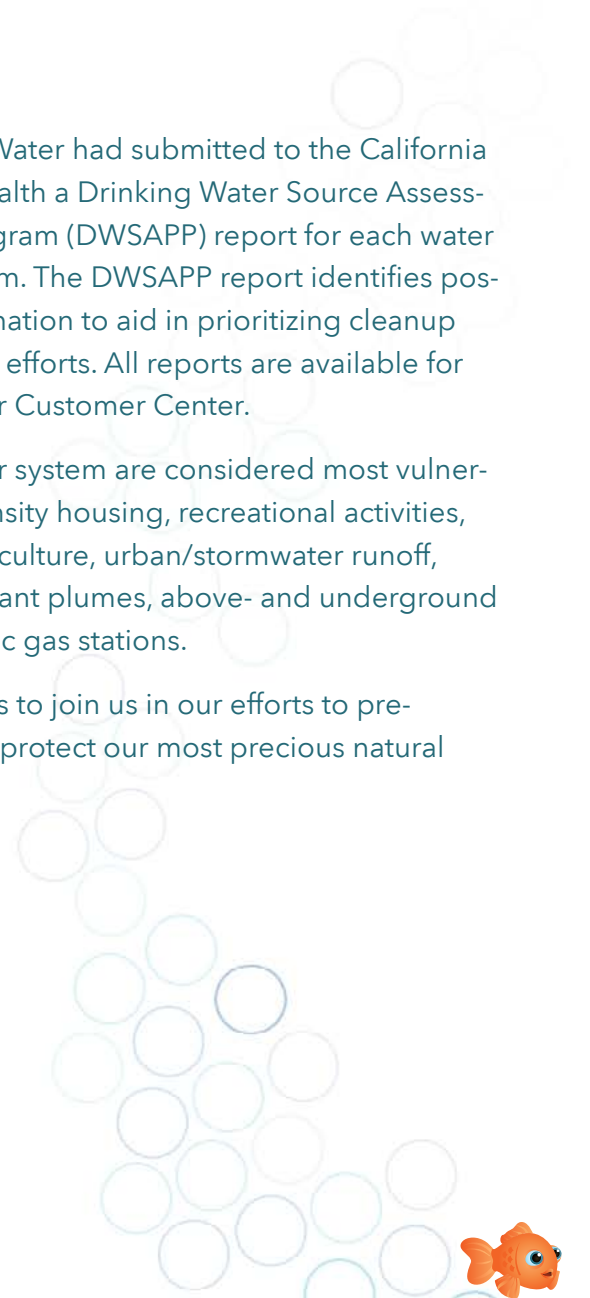 Water had submitted to the California
alth a Drinking Water Source Assess-
gram (DWSAPP) report for each water
m. The DWSAPP report identifies pos-
nation to aid in prioritizing cleanup
efforts. All reports are available for
r Customer Center.
r system are considered most vulner-
nsity housing, recreational activities,
culture, urban/stormwater runoff,
ant plumes, above- and underground
c gas stations.
s to join us in our efforts to pre-
protect our most precious natural